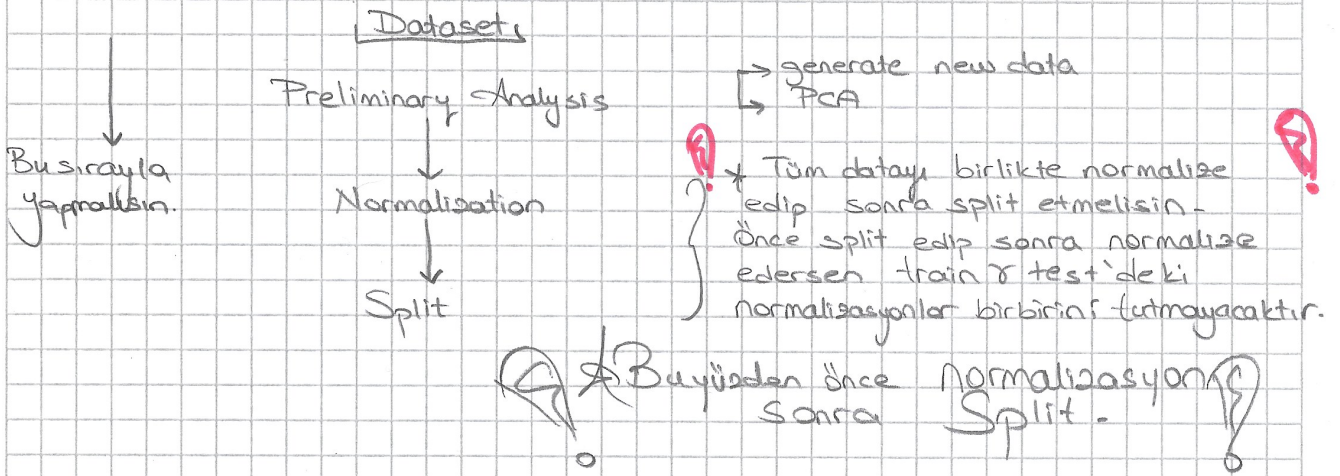 Dataset
Preliminary Analysis
→ generate new data
→ PCA
Bu sırayla
yapmalısın.
Normalization
Split
* Tüm datayı birlikte normalize
edip sonra split etmelisin -
Önce split edip sonra normalize
edersen train & test'deki
normalizasyonlar birbirini tutmayacaktır.
* Bu yüzden önce normalizasyon
sonra Split -